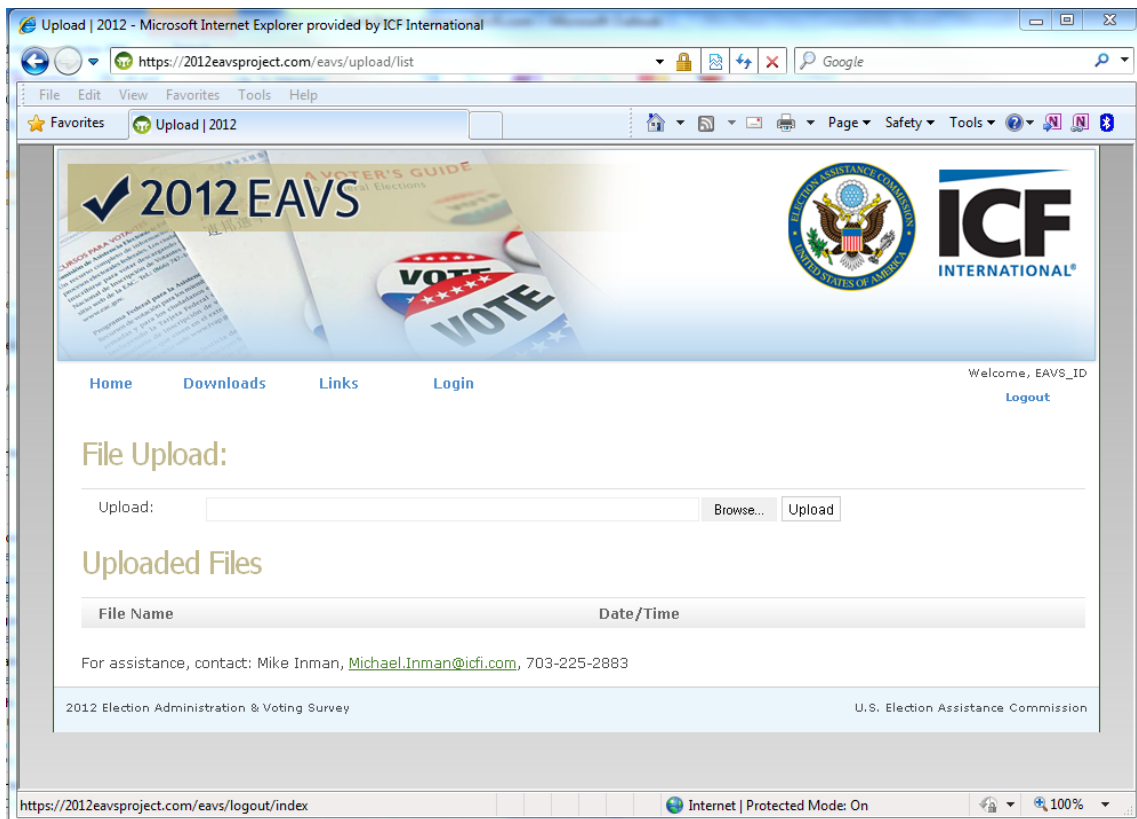 Upload | 2012 - Microsoft Internet Explorer provided by ICF International
https://2012eavsproject.com/eavs/upload/list
Google
File Edit View Favorites Tools Help
Favorites Upload | 2012 Page Safety Tools
A VOTER'S GUIDE
to Federal Elections
2012 EAVS
ELECTION ASSISTANCE COMMISSION
UNITED STATES OF AMERICA
ICF
INTERNATIONAL®
VOTE
VOTE
Home Downloads Links Login
Welcome, EAVS_ID
Logout
File Upload:
Upload: Browse... Upload
Uploaded Files
File Name Date/Time
For assistance, contact: Mike Inman, Michael.Inman@icfi.com, 703-225-2883
2012 Election Administration & Voting Survey U.S. Election Assistance Commission
https://2012eavsproject.com/eavs/logout/index Internet | Protected Mode: On 100%